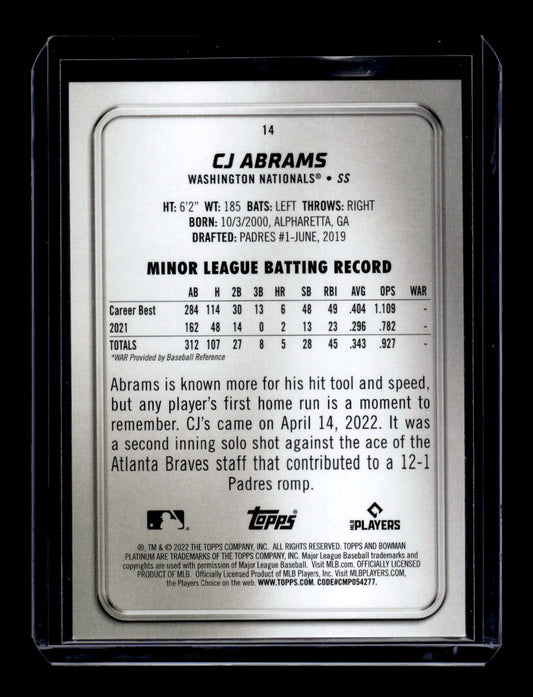 14
CJ ABRAMS
WASHINGTON NATIONALS® • SS
HT: 6'2" WT: 185 BATS: LEFT THROWS: RIGHT
BORN: 10/3/2000, ALPHARETTA, GA
DRAFTED: PADRES #1-JUNE, 2019
MINOR LEAGUE BATTING RECORD
AB H 2B 3B HR SB RBI AVG OPS WAR
Career Best 284 114 30 13 6 48 49 .404 1.109 -
2021 162 48 14 0 2 13 23 .296 .782 -
TOTALS 312 107 27 8 5 28 45 .343 .927 -
*WAR Provided by Baseball Reference
Abrams is known more for his hit tool and speed,
but any player's first home run is a moment to
remember. CJ's came on April 14, 2022. It was
a second inning solo shot against the ace of the
Atlanta Braves staff that contributed to a 12-1
Padres romp.
Topps
MLB PLAYERS
®, TM & © 2022 THE TOPPS COMPANY, INC. ALL RIGHTS RESERVED. TOPPS AND BOWMAN
PLATINUM ARE TRADEMARKS OF THE TOPPS COMPANY, INC. Major League Baseball trademarks and
copyrights are used with permission of Major League Baseball. Visit MLB.com. OFFICIALLY LICENSED
PRODUCT OF MLB. Officially Licensed Product of MLB Players, Inc. Visit MLBPLAYERS.COM,
the Players Choice on the web. WWW.TOPPS.COM. CODE#CMP054277.